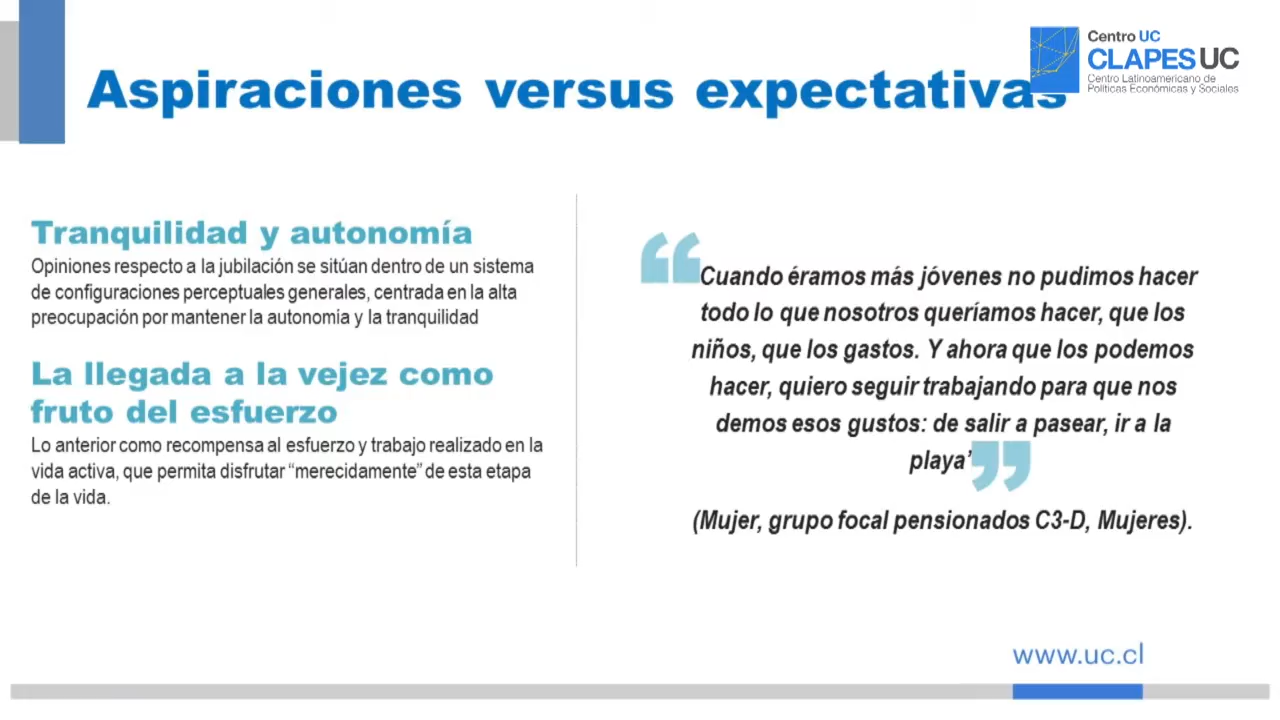 Centro UC
CLAPES UC
Centro Latinoamericano de
Políticas Económicas y Sociales
Aspiraciones versus expectativas
Tranquilidad y autonomía
Opiniones respecto a la jubilación se sitúan dentro de un sistema
de configuraciones perceptuales generales, centrada en la alta
preocupación por mantener la autonomia y la tranquilidad
La llegada a la vejez como
fruto del esfuerzo
Lo anterior como recompensa al esfuerzo y trabajo realizado en la
vida activa, que permita disfrutar “merecidamente” de esta etapa
de la vida.
“Cuando éramos más jóvenes no pudimos hacer
todo lo que nosotros queríamos hacer, que los
niños, que los gastos. Y ahora que los podemos
hacer, quiero seguir trabajando para que nos
demos esos gustos: de salir a pasear, ir a la
playa”
(Mujer, grupo focal pensionados C3-D, Mujeres).
www.uc.cl